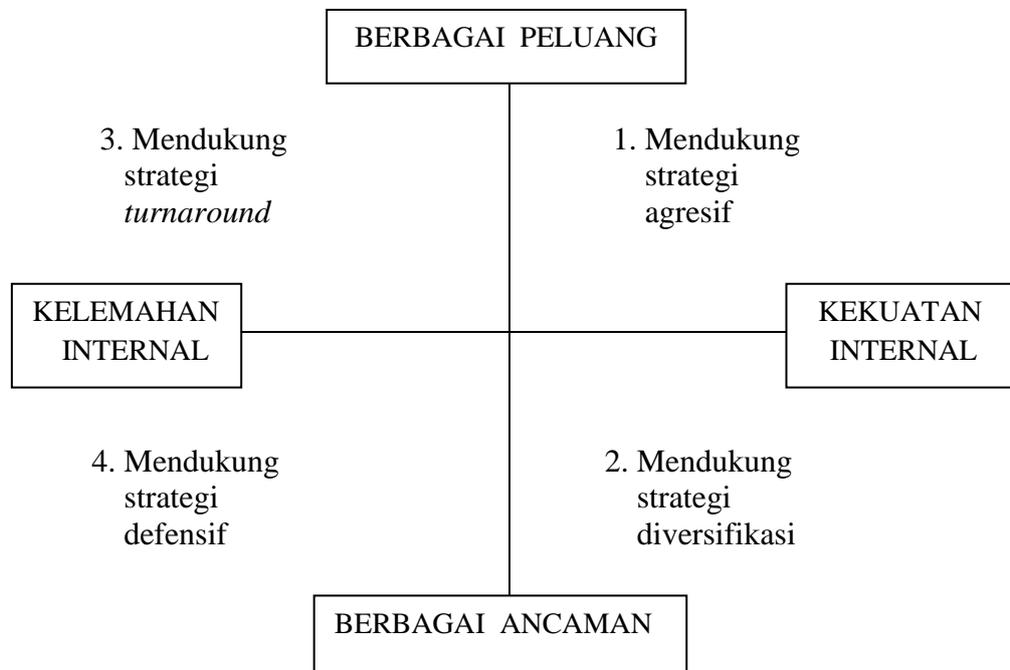 BERBAGAI PELUANG
3. Mendukung
strategi
turnaround
1. Mendukung
strategi
agresif
KELEMAHAN
INTERNAL
KEKUATAN
INTERNAL
4. Mendukung
strategi
defensif
2. Mendukung
strategi
diversifikasi
BERBAGAI ANCAMAN